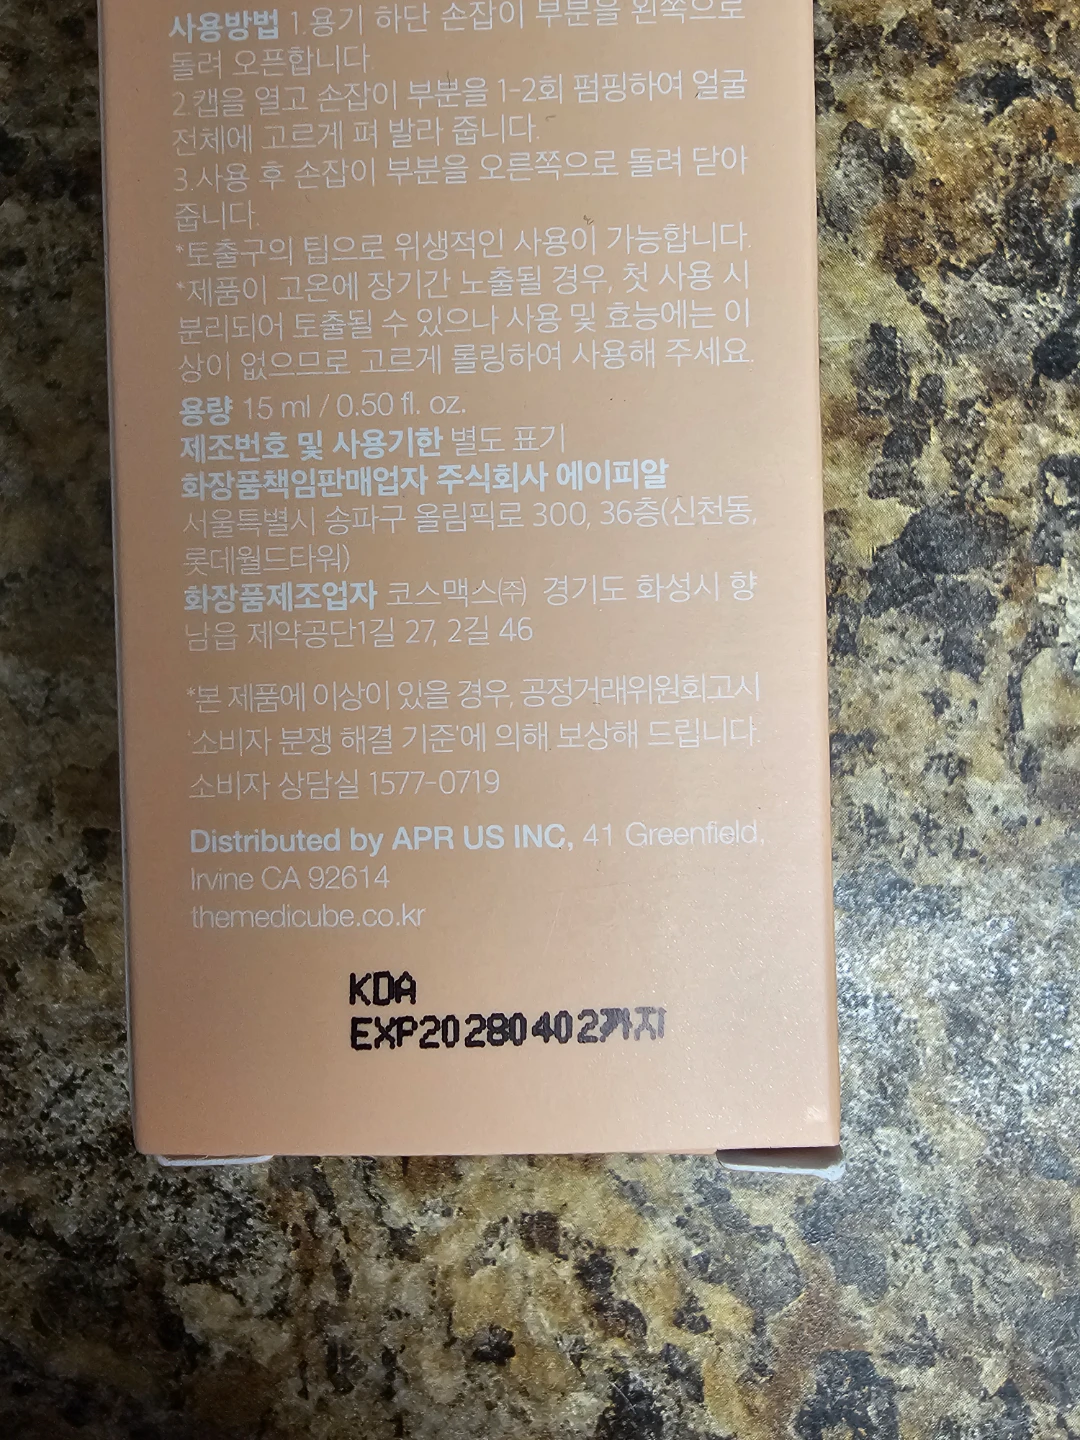 사용방법 1.용기 하단 손잡이 부분을 왼쪽으로
돌려 오픈합니다
2.캡을 열고 손잡이 부분을 1-2회 펌핑하여 얼굴
전체에 고르게 펴 발라 줍니다.
3.사용 후 손잡이 부분을 오른쪽으로 돌려 닫아
줍니다.
*토출구의 팁으로 위생적인 사용이 가능합니다.
*제품이 고온에 장기간 노출될 경우, 첫 사용 시
분리되어 토출될 수 있으나 사용 및 효능에는 이
상이 없으므로 고르게 롤링하여 사용해 주세요.
용량 15 ml / 0.50 fl. oz.
제조번호 및 사용기한 별도 표기
화장품책임판매업자 주식회사 에이피알
서울특별시 송파구 올림픽로 300, 36층(신천동,
롯데월드타워)
화장품제조업자 코스맥스㈜ 경기도 화성시 향
남읍 제약공단1길 27, 2길 46
*본 제품에 이상이 있을 경우, 공정거래위원회고시
'소비자 분쟁 해결 기준'에 의해 보상해 드립니다.
소비자 상담실 1577-0719
Distributed by APR US INC, 41 Greenfield,
Irvine CA 92614
themedicube.co.kr
KDA
EXP20280402까지